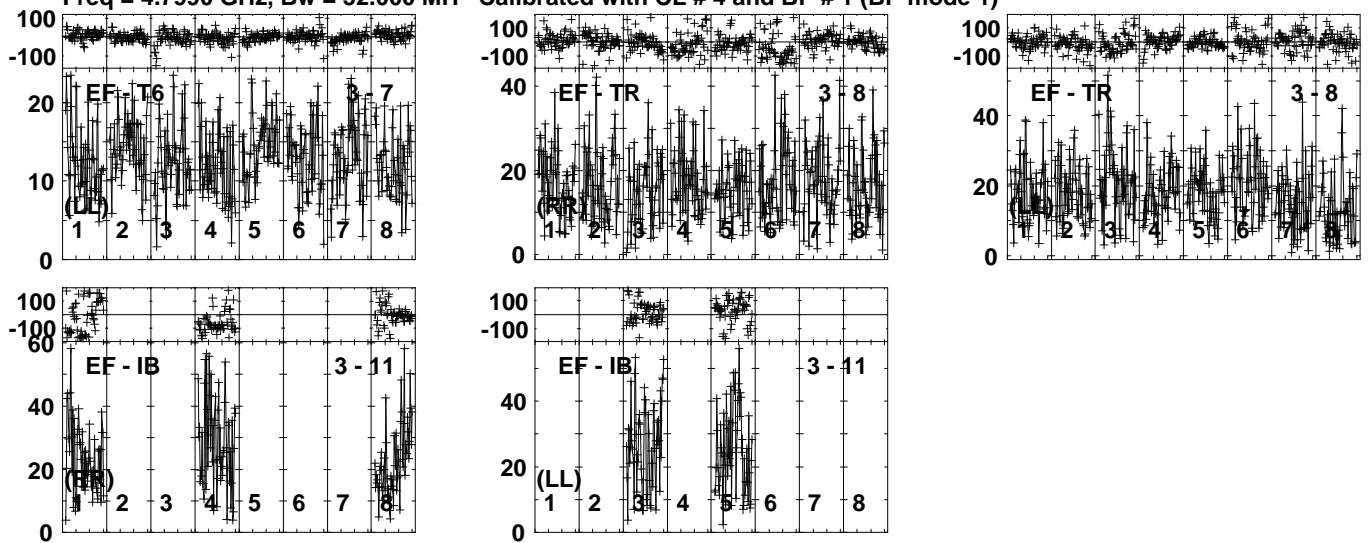 Freq = 4.7990 GHz, Bw = 32.000 MH Calibrated with CL # 4 and BP # 1 (BP mode 1)
100
-100
EF - T6 3 - 7
20
10
0
(LL)
1 2 3 4 5 6 7 8
100
-100
EF - TR 3 - 8
40
20
0
(RR)
1 2 3 4 5 6 7 8
100
-100
EF - TR 3 - 8
40
20
0
(LL)
1 2 3 4 5 6 7 8
100
-100
60
EF - IB 3 - 11
40
20
0
(RR)
1 2 3 4 5 6 7 8
100
-100
EF - IB 3 - 11
40
20
0
(LL)
1 2 3 4 5 6 7 8